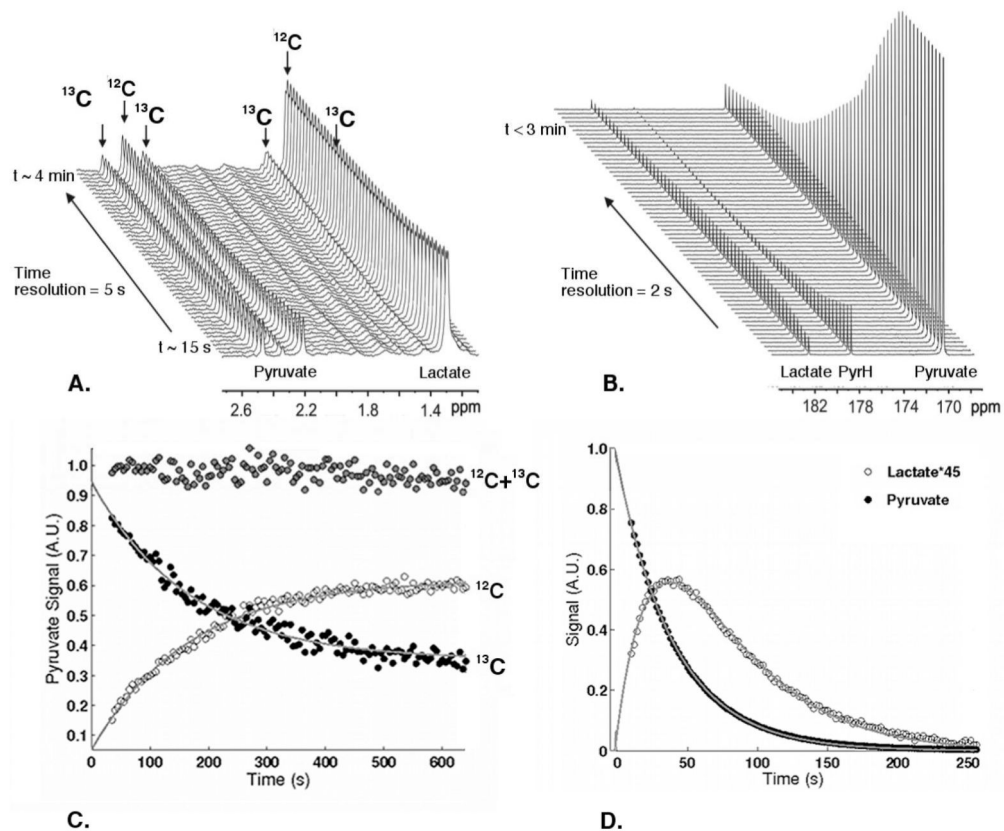 ¹³C
¹²C
¹³C
¹³C
¹²C
¹³C
t ~ 4 min
Time
resolution = 5 s
t ~ 15 s
A.
Pyruvate
Lactate
2.6 2.2 1.8 1.4 ppm
t < 3 min
Time
resolution = 2 s
B.
Lactate PyrH Pyruvate
182 178 174 170 ppm
Pyruvate Signal (A.U.)
1.0
0.9
0.8
0.7
0.6
0.5
0.4
0.3
0.2
0.1
0 100 200 300 400 500 600
Time (s)
¹²C+¹³C
¹²C
¹³C
C.
Signal (A.U.)
1.0
0.8
0.6
0.4
0.2
0
0 50 100 150 200 250
Time (s)
Lactate*45
Pyruvate
D.